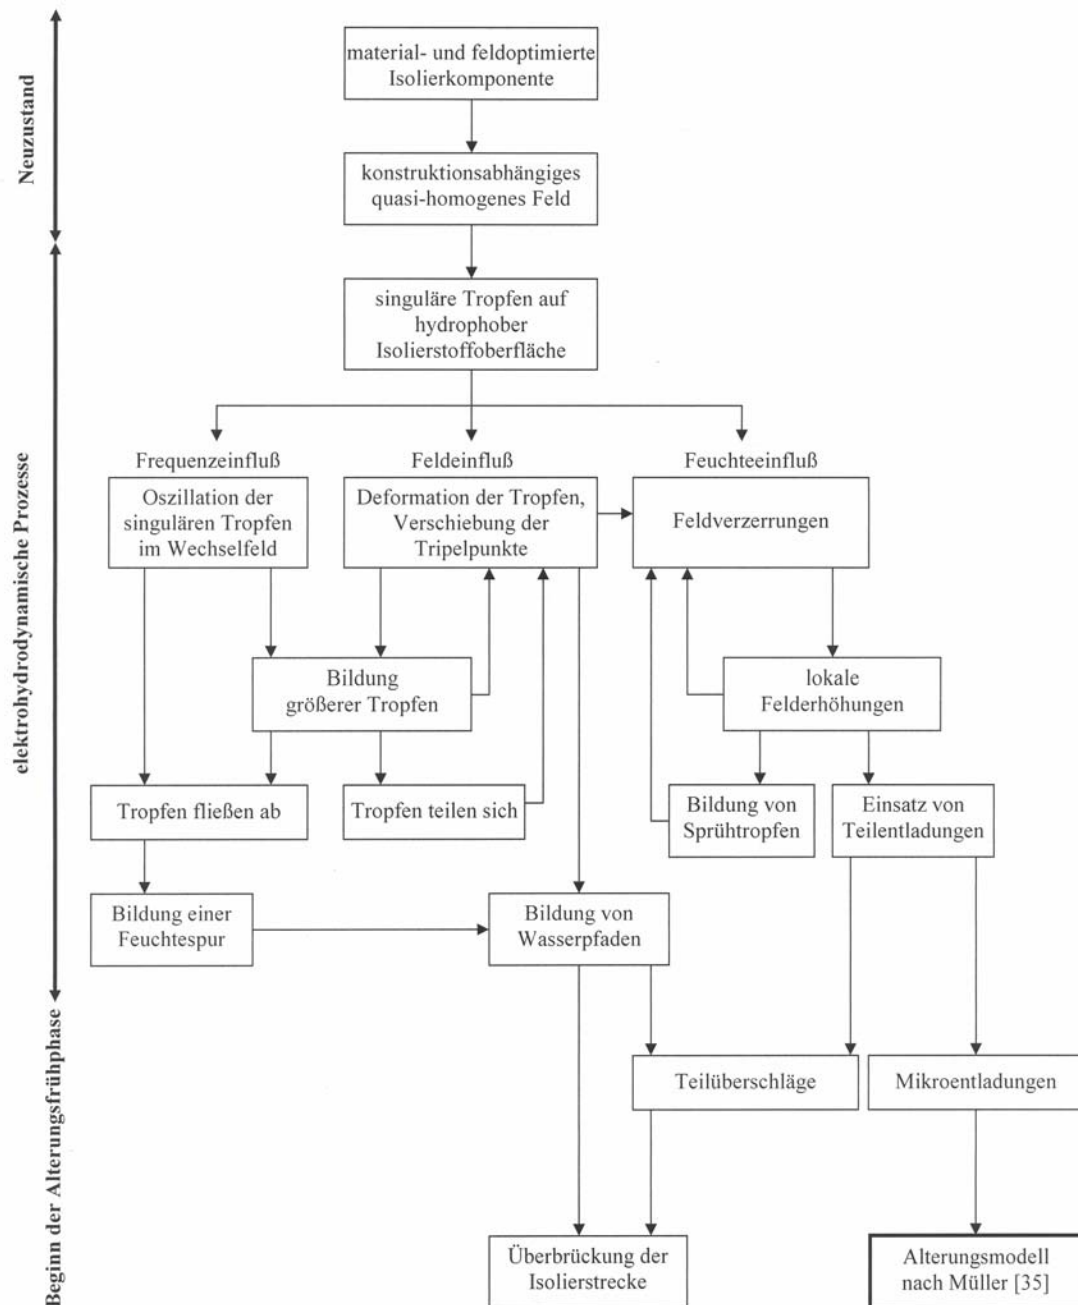 Neuzustand
material- und feldoptimierte
Isolierkomponente
konstruktionsabhängiges
quasi-homogenes Feld
elektrohydrodynamische Prozesse
singuläre Tropfen auf
hydrophober
Isolierstoffoberfläche
Frequenzeinfluß
Feldeinfluß
Feuchteeinfluß
Oszillation der
singulären Tropfen
im Wechselfeld
Deformation der Tropfen,
Verschiebung der
Tripelpunkte
Feldverzerrungen
Bildung
größerer Tropfen
lokale
Felderhöhungen
Tropfen fließen ab
Tropfen teilen sich
Bildung von
Sprühtropfen
Einsatz von
Teilentladungen
Bildung einer
Feuchtespur
Bildung von
Wasserpfaden
Beginn der Alterungsfrühphase
Teilüberschläge
Mikroentladungen
Überbrückung der
Isolierstrecke
Alterungsmodell
nach Müller [35]